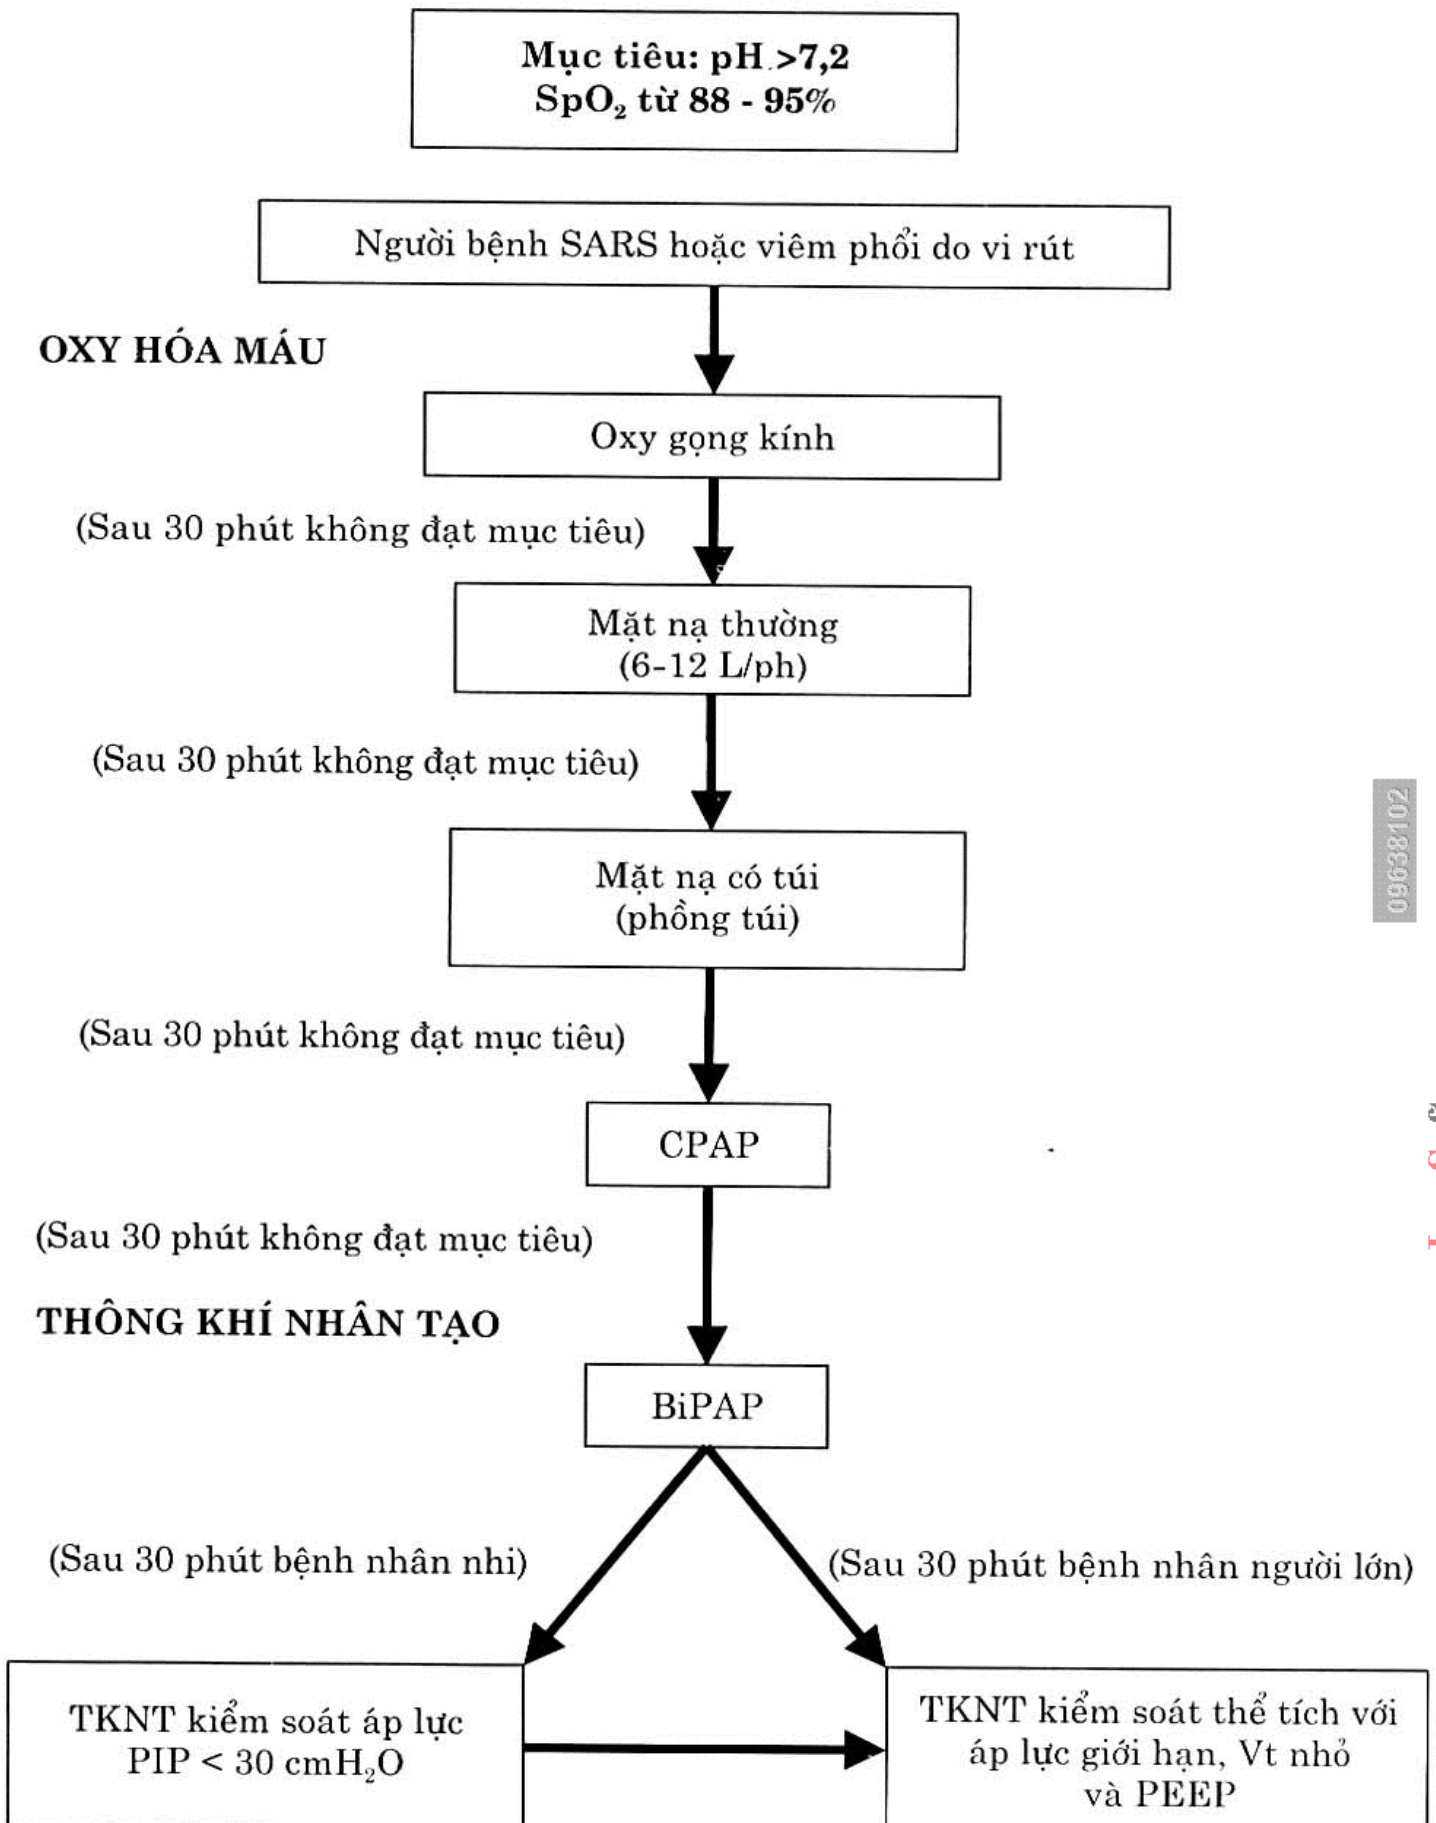 Mục tiêu: pH >7,2
SpO₂ từ 88 - 95%
Người bệnh SARS hoặc viêm phổi do vi rút
OXY HÓA MÁU
Oxy gọng kính
(Sau 30 phút không đạt mục tiêu)
Mặt nạ thường
(6-12 L/ph)
(Sau 30 phút không đạt mục tiêu)
Mặt nạ có túi
(phồng túi)
09638102
(Sau 30 phút không đạt mục tiêu)
CPAP
(Sau 30 phút không đạt mục tiêu)
THÔNG KHÍ NHÂN TẠO
BiPAP
(Sau 30 phút bệnh nhân nhi)
(Sau 30 phút bệnh nhân người lớn)
TKNT kiểm soát áp lực
PIP < 30 cmH₂O
TKNT kiểm soát thể tích với
áp lực giới hạn, Vt nhỏ
và PEEP